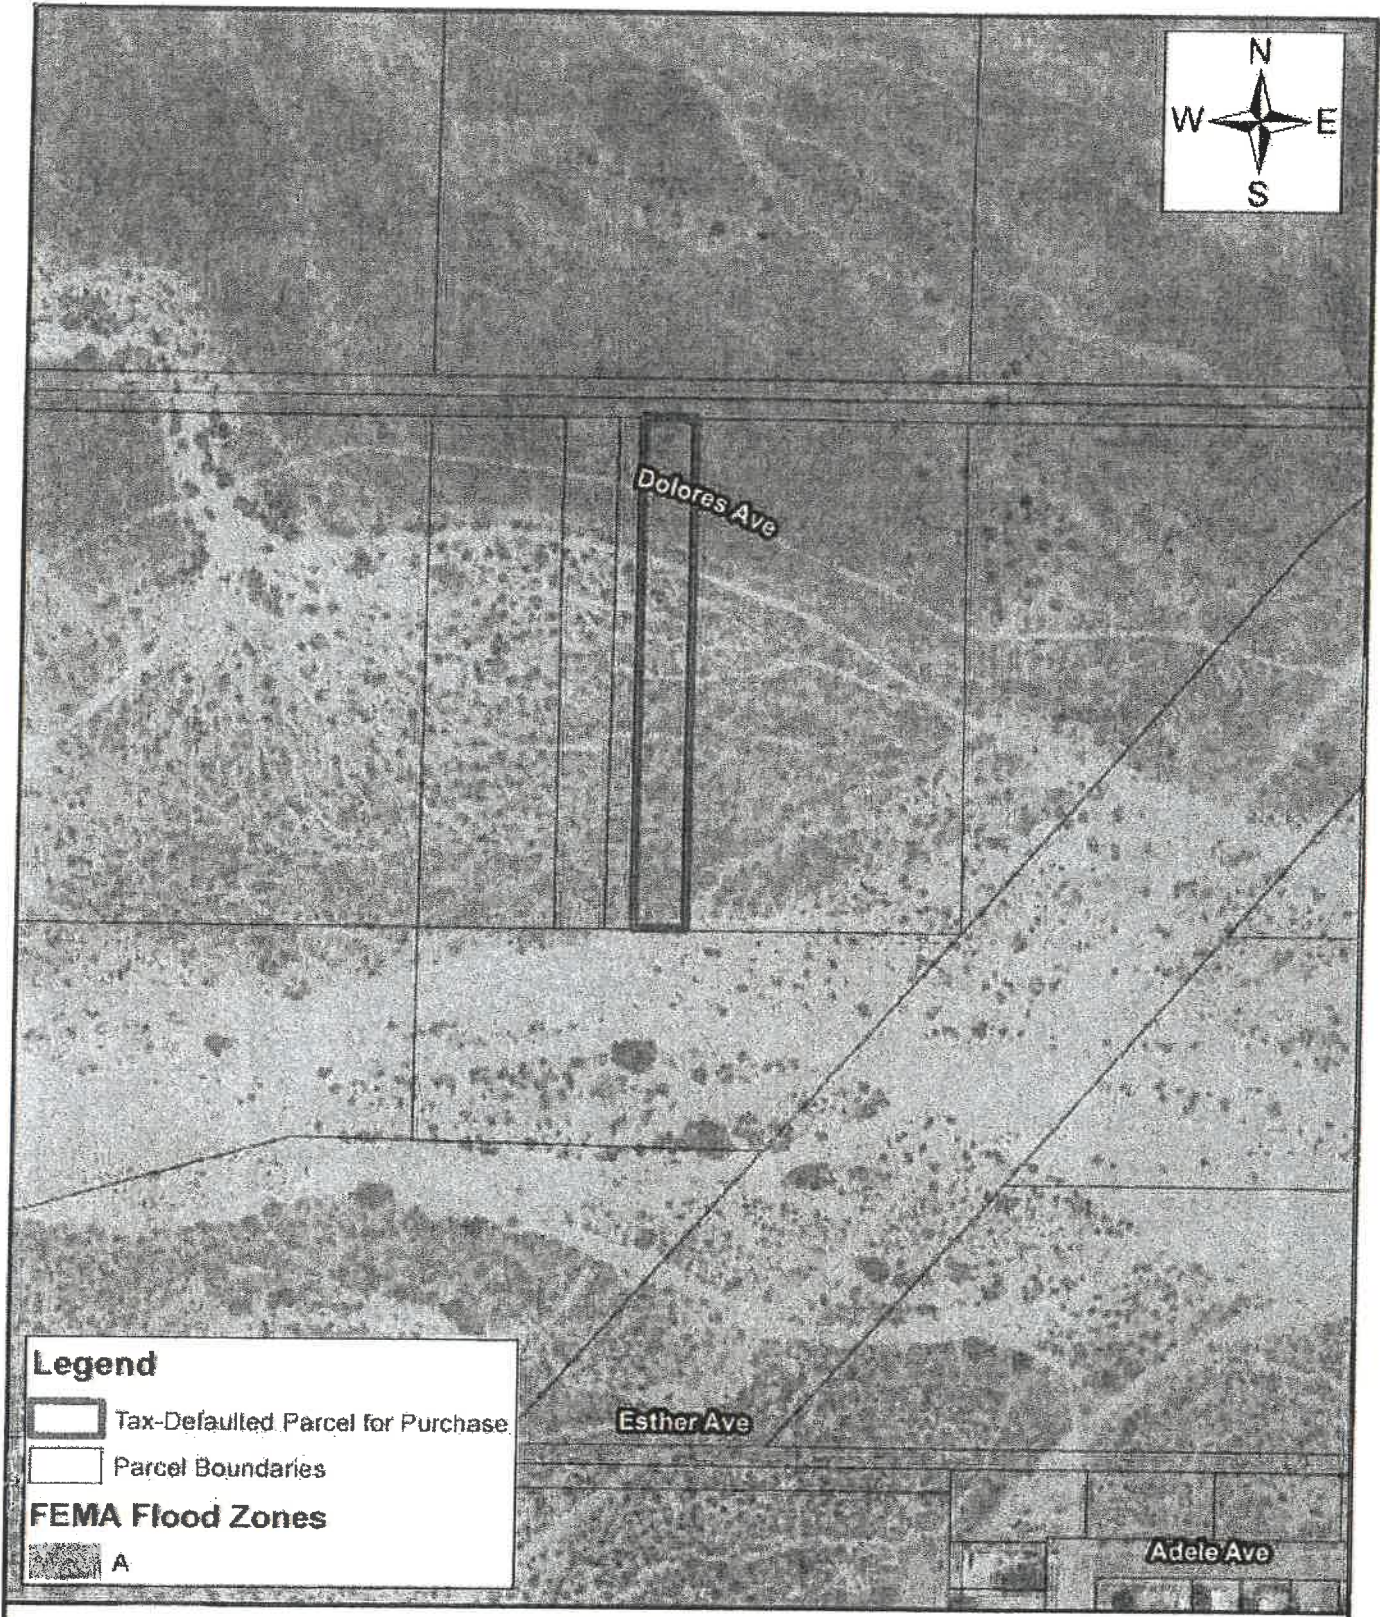 N
W E
S
Dolores Ave
Legend
Tax-Defaulted Parcel for Purchase
Parcel Boundaries
Esther Ave
FEMA Flood Zones
A
Adele Ave